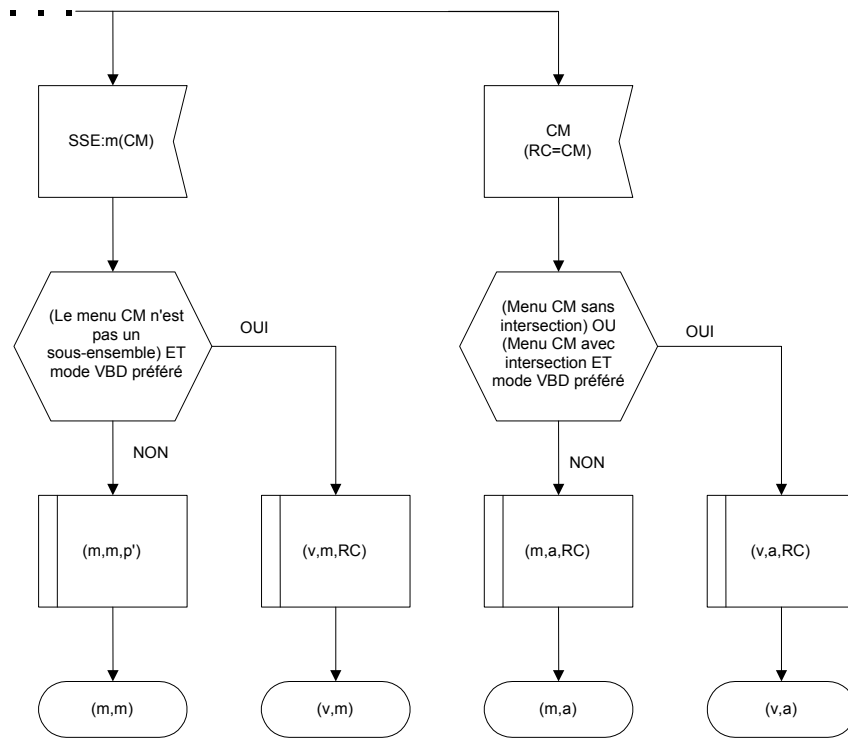 SSE:m(CM)
CM
(RC=CM)
(Le menu CM n'est
pas un
sous-ensemble) ET
mode VBD préféré
OUI
(Menu CM sans
intersection) OU
(Menu CM avec
intersection ET
mode VBD préféré
OUI
NON
NON
(m,m,p')
(v,m,RC)
(m,a,RC)
(v,a,RC)
(m,m)
(v,m)
(m,a)
(v,a)